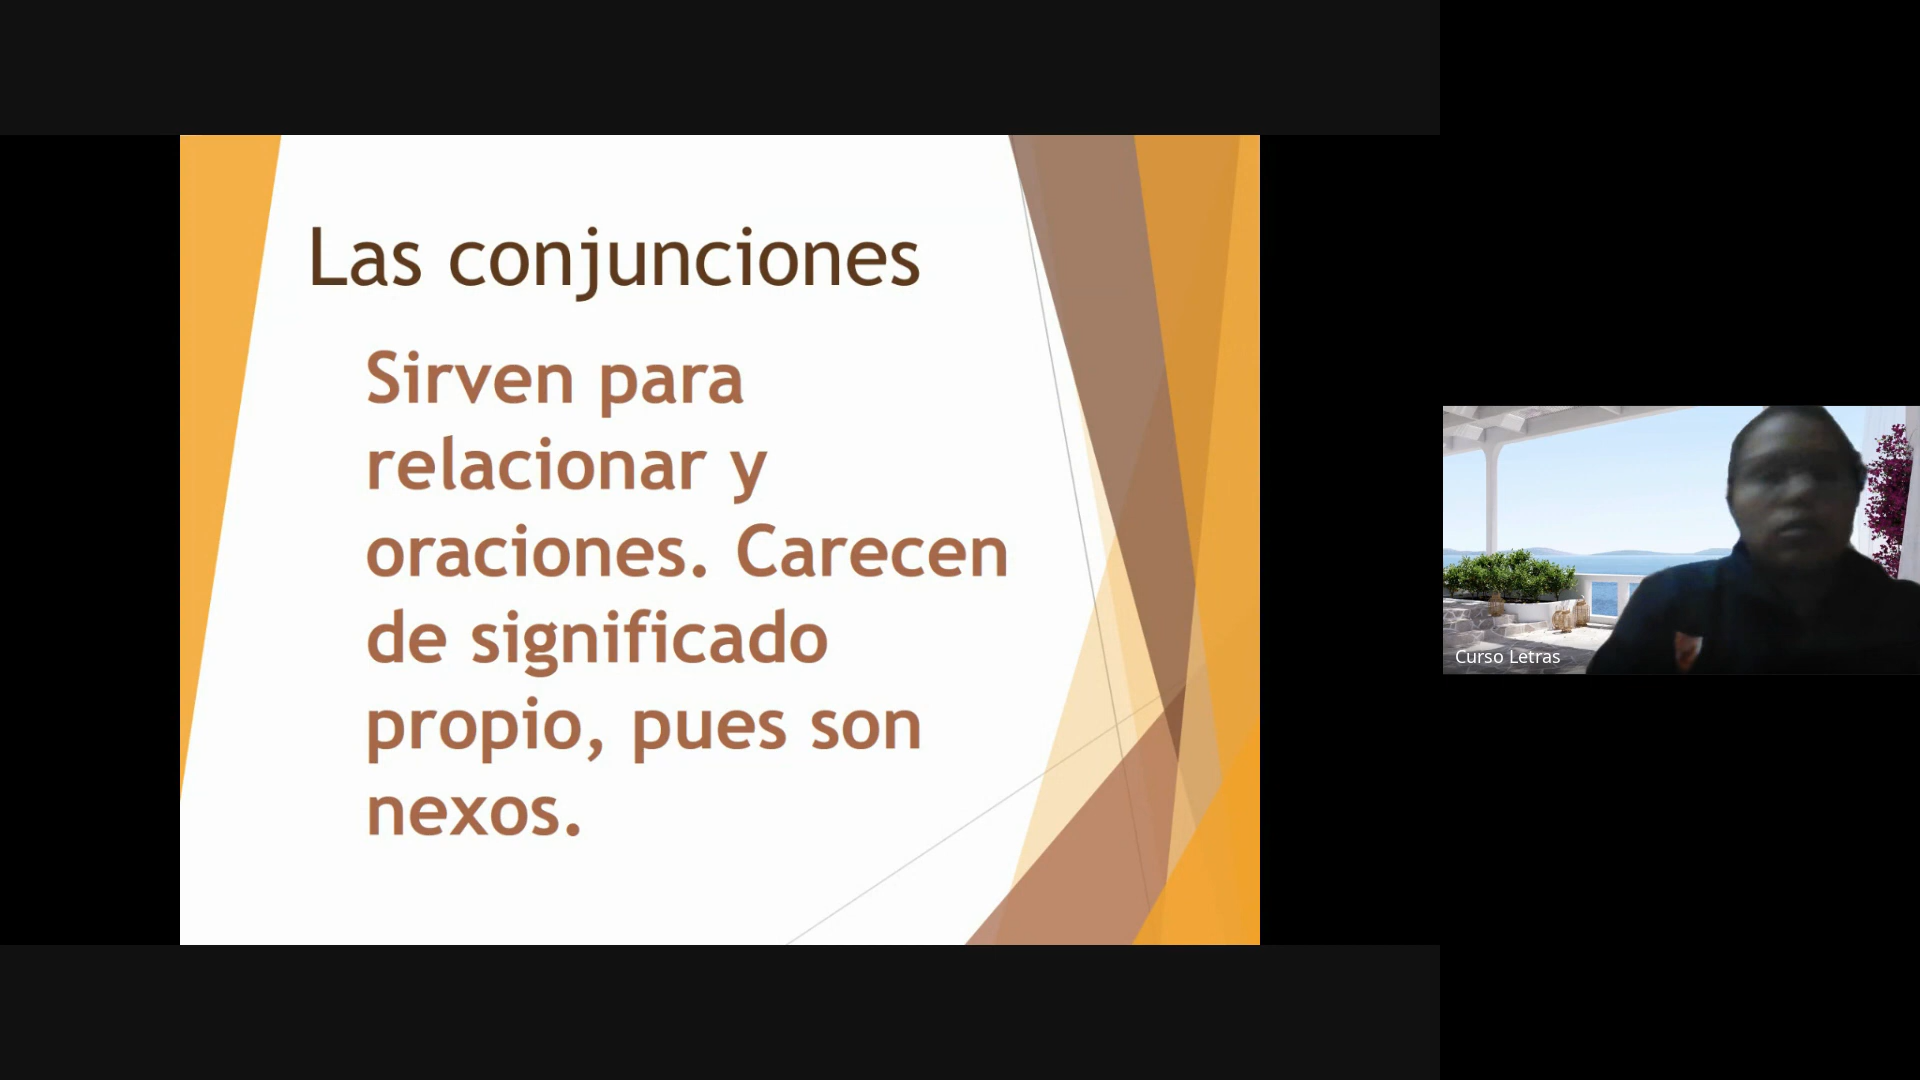 Las conjunciones
Sirven para
relacionar y
oraciones. Carecen
de significado
propio, pues son
nexos.
Curso Letras